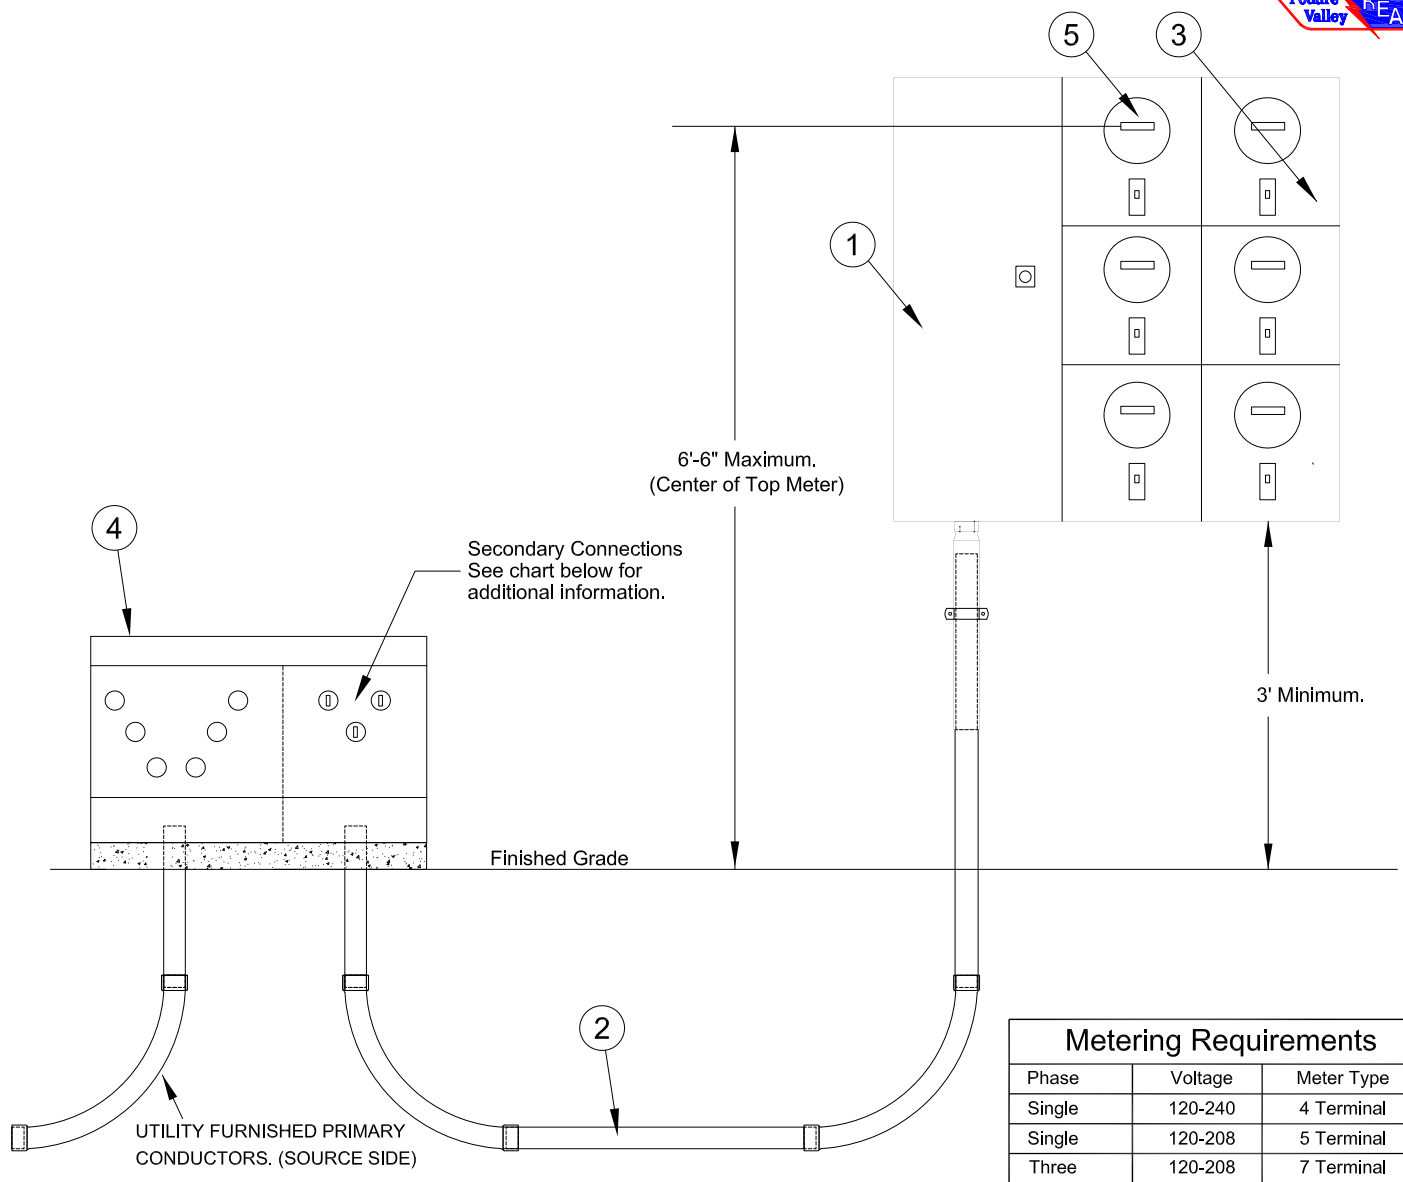 Valley
REA
5
3
1
6'-6" Maximum.
(Center of Top Meter)
4
Secondary Connections
See chart below for
additional information.
3' Minimum.
Finished Grade
2
UTILITY FURNISHED PRIMARY
CONDUCTORS. (SOURCE SIDE)
Metering Requirements
Phase Voltage Meter Type
Single 120-240 4 Terminal
Single 120-208 5 Terminal
Three 120-208 7 Terminal